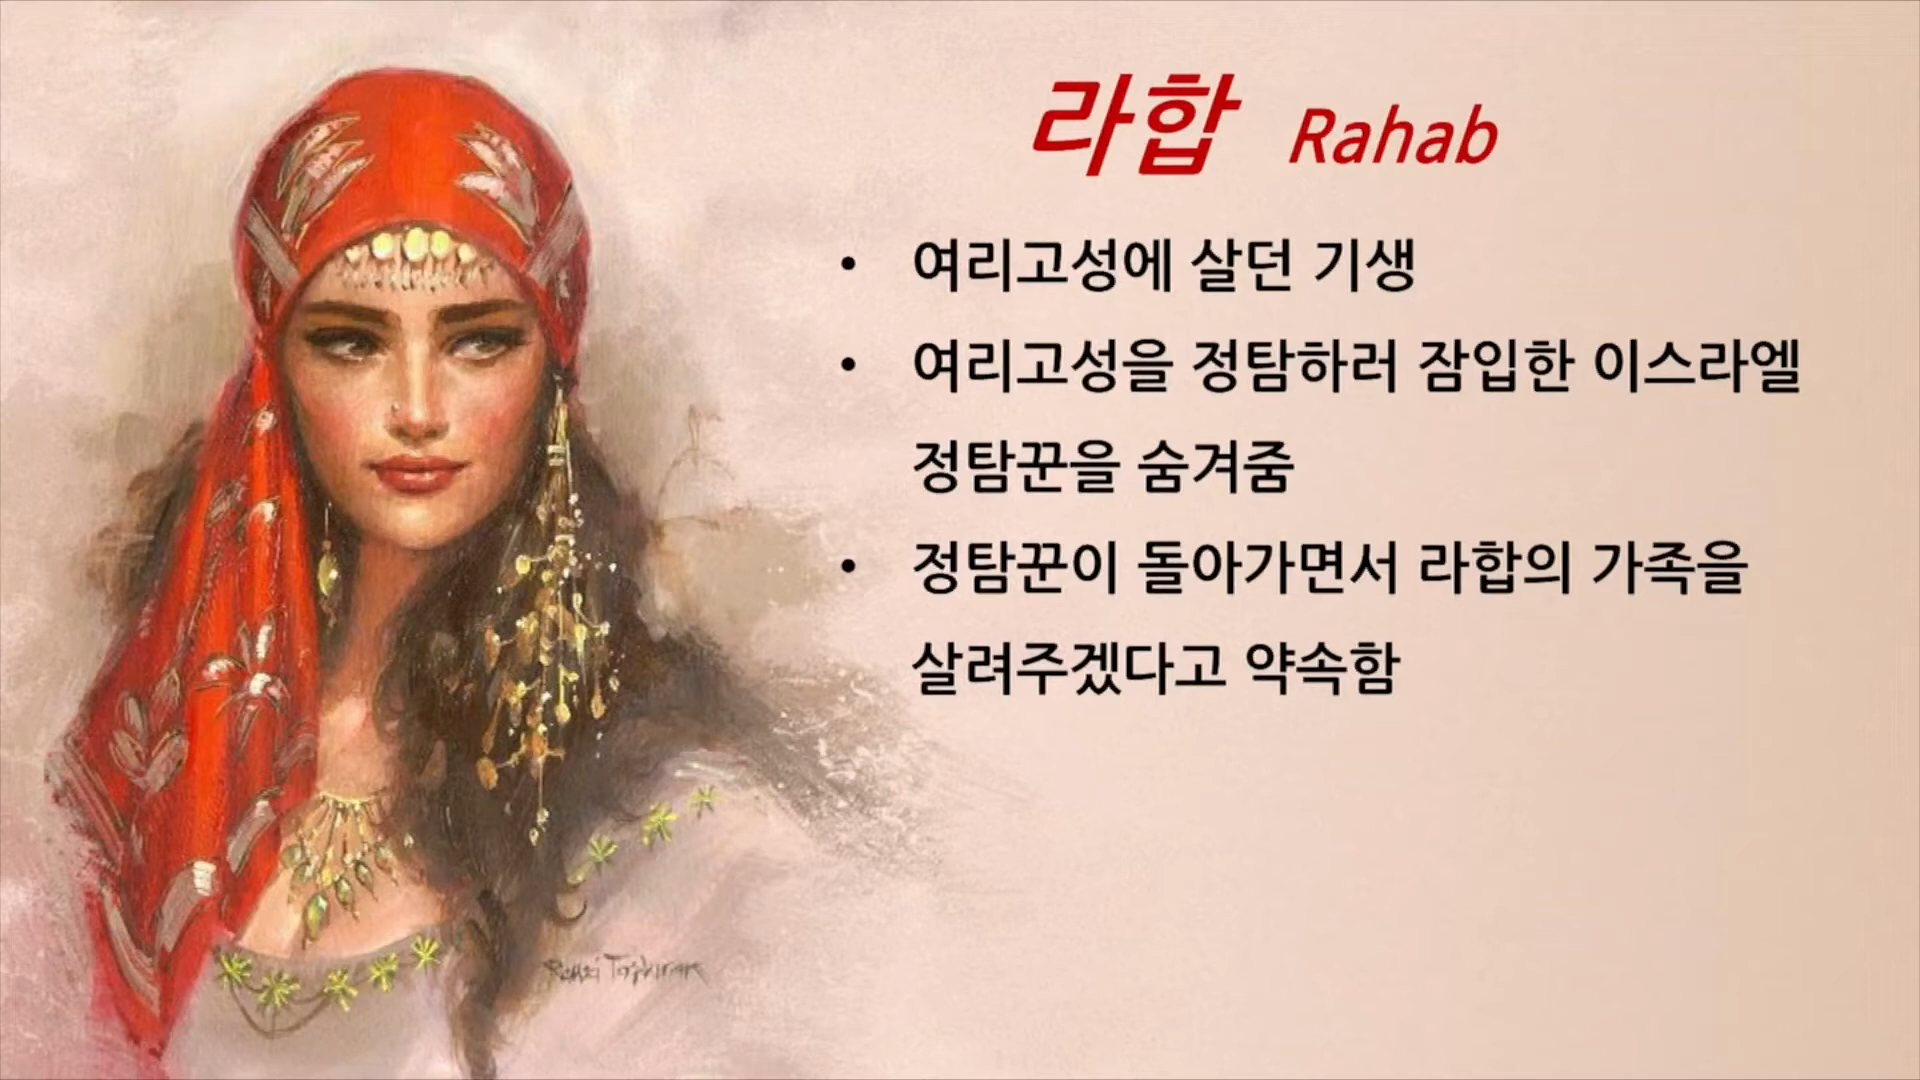 라합 Rahab
• 여리고성에 살던 기생
• 여리고성을 정탐하러 잠입한 이스라엘
정탐꾼을 숨겨줌
• 정탐꾼이 돌아가면서 라합의 가족을
살려주겠다고 약속함